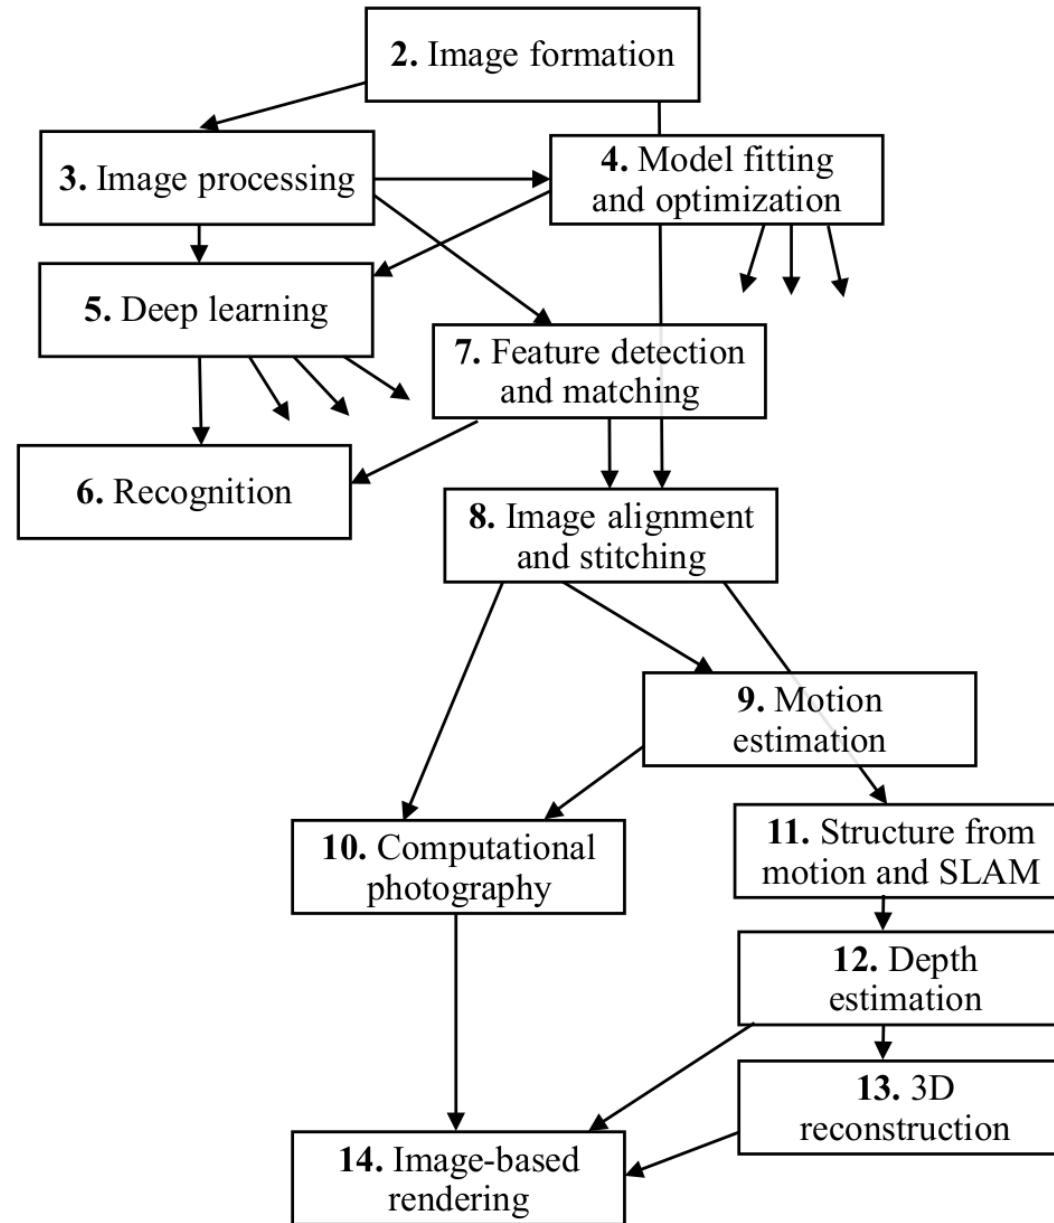 2. Image formation
3. Image processing
4. Model fitting
and optimization
5. Deep learning
7. Feature detection
and matching
6. Recognition
8. Image alignment
and stitching
9. Motion
estimation
10. Computational
photography
11. Structure from
motion and SLAM
12. Depth
estimation
13. 3D
reconstruction
14. Image-based
rendering